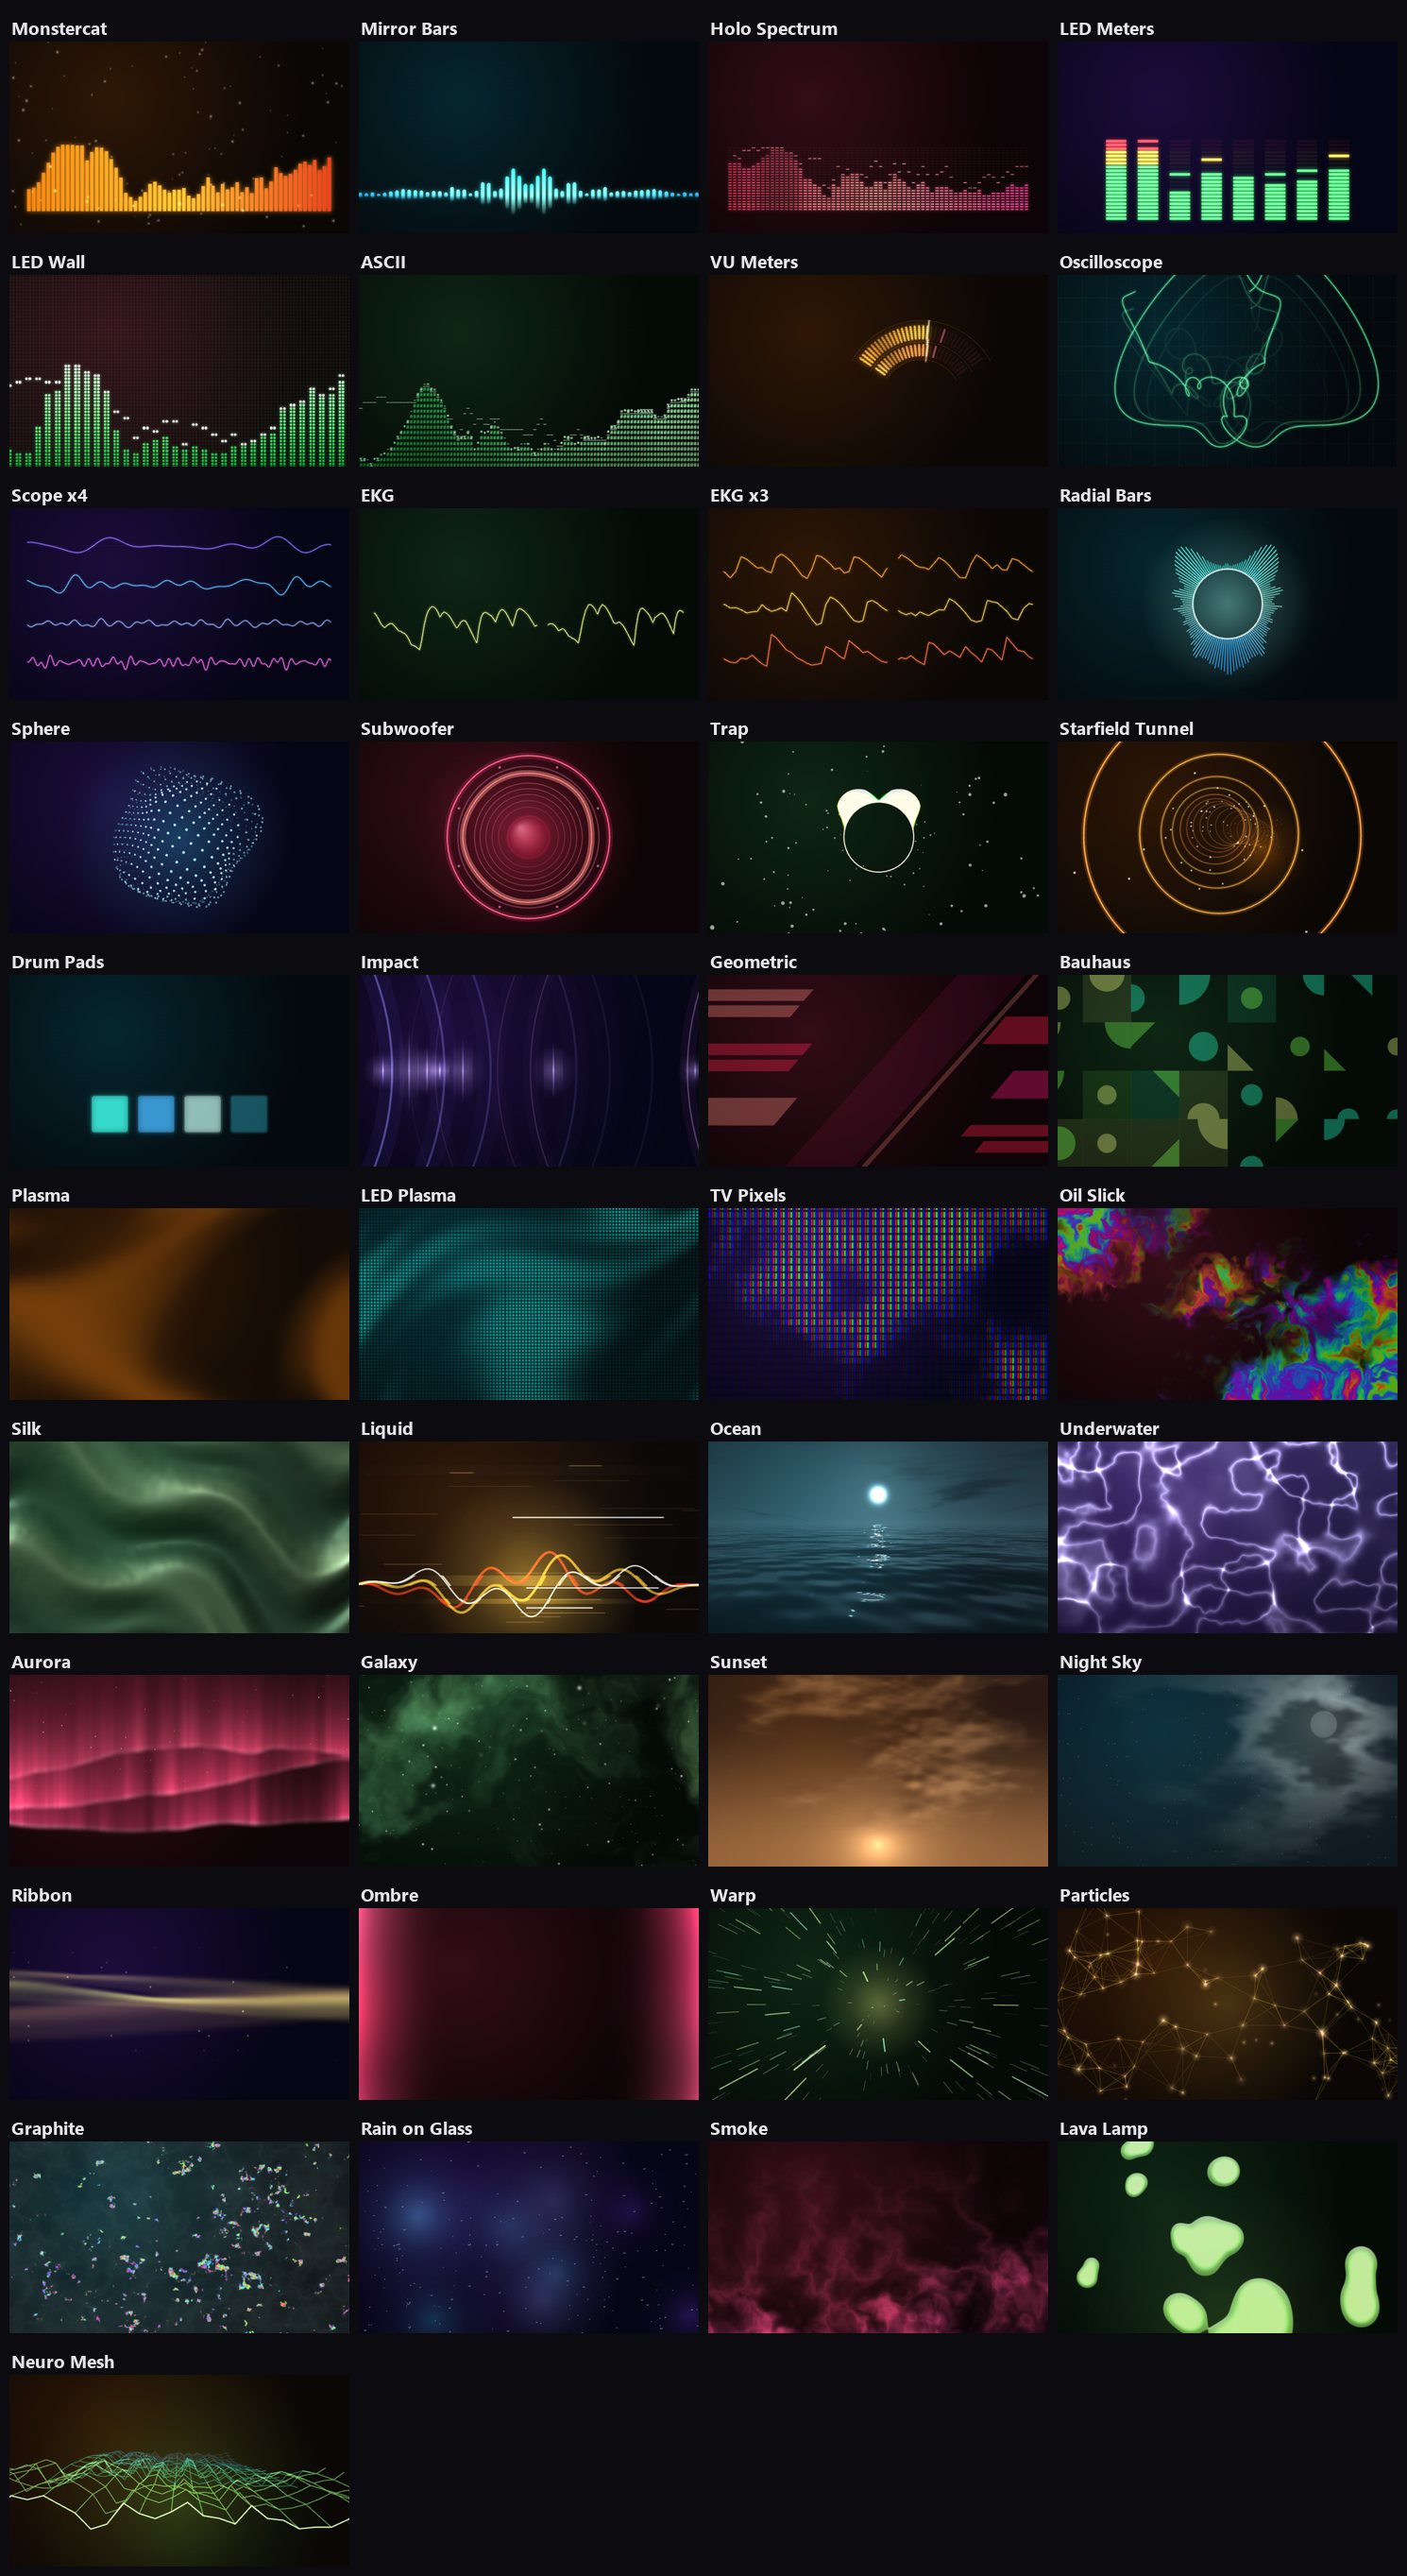 Monstercat
Mirror Bars
Holo Spectrum
LED Meters
LED Wall
ASCII
VU Meters
Oscilloscope
Scope x4
EKG
EKG x3
Radial Bars
Sphere
Subwoofer
Trap
Starfield Tunnel
Drum Pads
Impact
Geometric
Bauhaus
Plasma
LED Plasma
TV Pixels
Oil Slick
Silk
Liquid
Ocean
Underwater
Aurora
Galaxy
Sunset
Night Sky
Ribbon
Ombre
Warp
Particles
Graphite
Rain on Glass
Smoke
Lava Lamp
Neuro Mesh